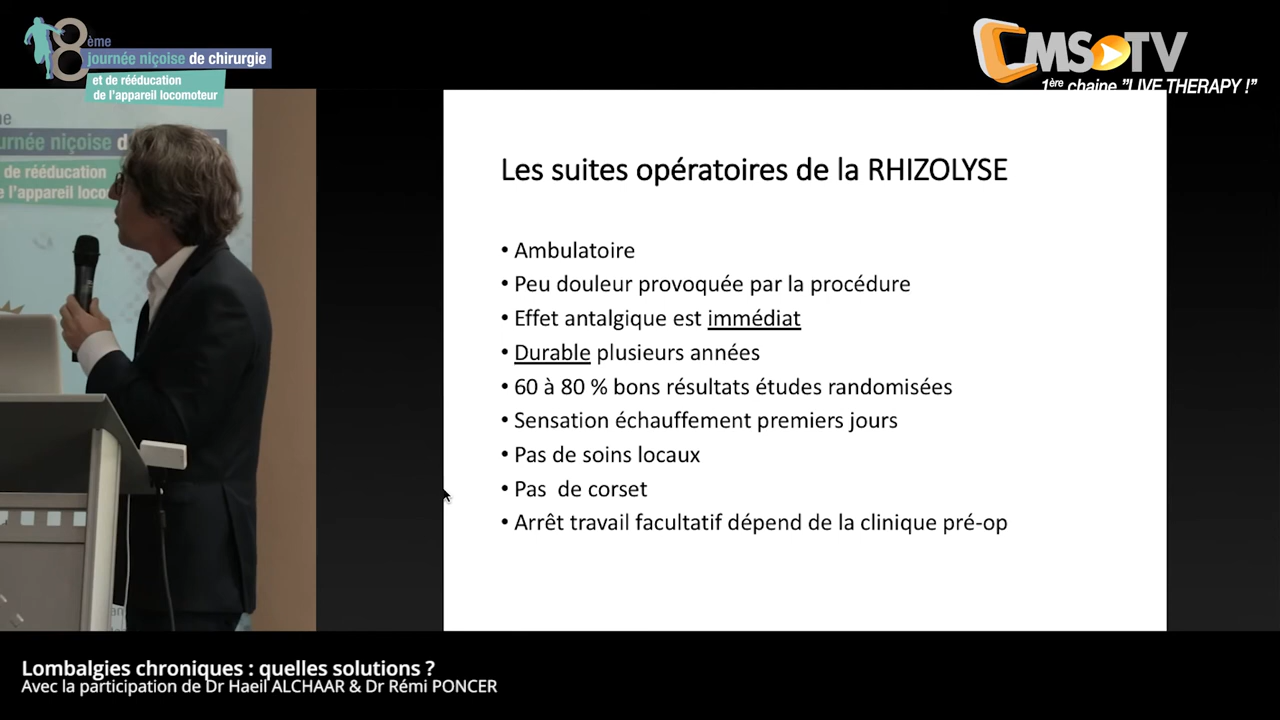 8ème
journée niçoise de chirurgie
et de rééducation
de l'appareil locomoteur
CMS TV
1ère chaine "LIVE THERAPY !"
journée niçoise d
de rééducation
l'appareil loco
Les suites opératoires de la RHIZOLYSE
• Ambulatoire
• Peu douleur provoquée par la procédure
• Effet antalgique est immédiat
• Durable plusieurs années
• 60 à 80 % bons résultats études randomisées
• Sensation échauffement premiers jours
• Pas de soins locaux
• Pas de corset
• Arrêt travail facultatif dépend de la clinique pré-op
Lombalgies chroniques : quelles solutions ?
Avec la participation de Dr Haeil ALCHAAR & Dr Rémi PONCER